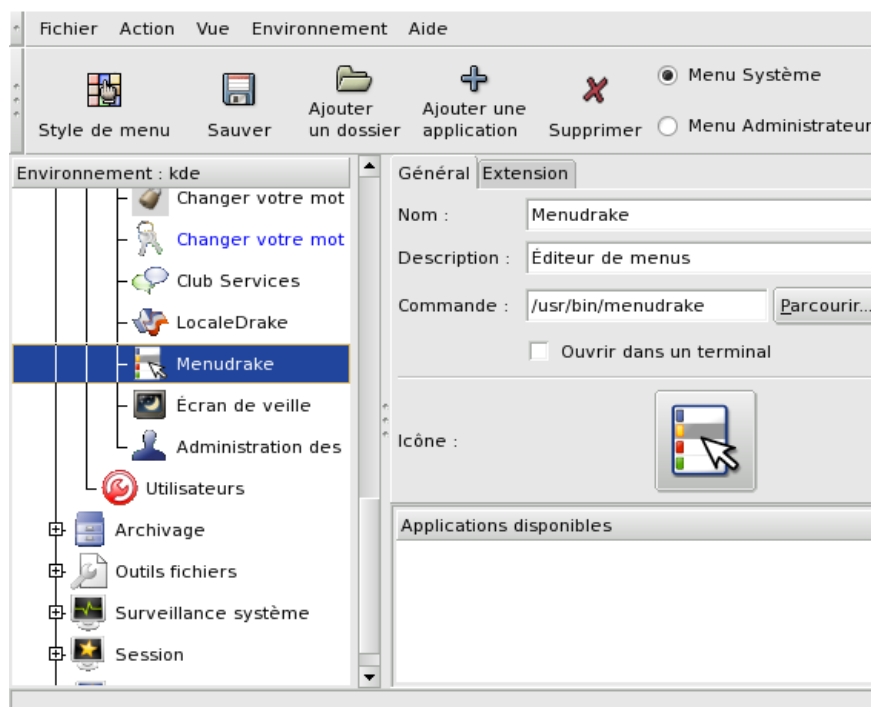 Fichier Action Vue Environnement Aide
Style de menu
Sauver
Ajouter un dossier
Ajouter une application
Supprimer
Menu Système
Menu Administrateur
Environnement : kde
Changer votre mot
Changer votre mot
Club Services
LocaleDrake
Menudrake
Écran de veille
Administration des
Utilisateurs
Archivage
Outils fichiers
Surveillance système
Session
Général Extension
Nom : Menudrake
Description : Éditeur de menus
Commande : /usr/bin/menudrake Parcourir...
Ouvrir dans un terminal
Icône :
Applications disponibles